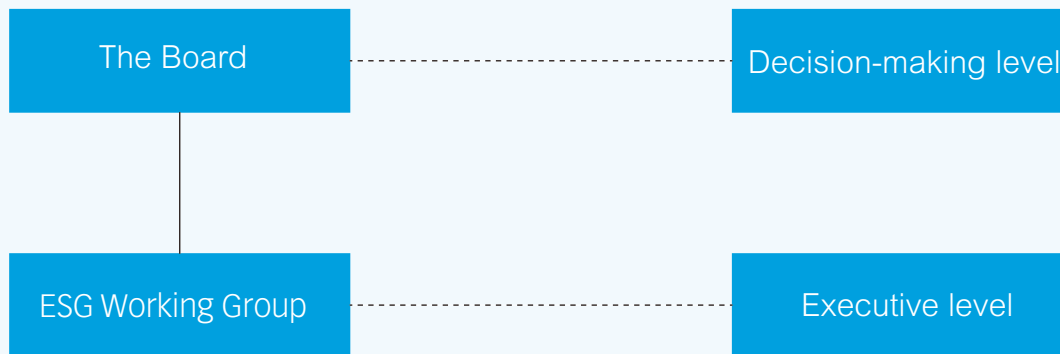 The Board
Decision-making level
ESG Working Group
Executive level